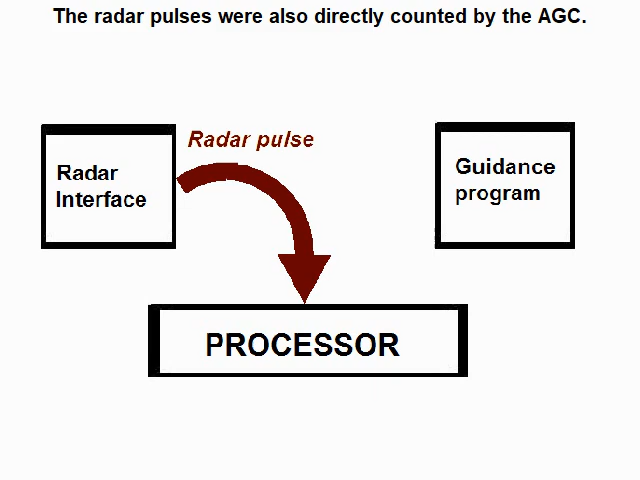 The radar pulses were also directly counted by the AGC.
Radar pulse
Radar
Interface
Guidance
program
PROCESSOR